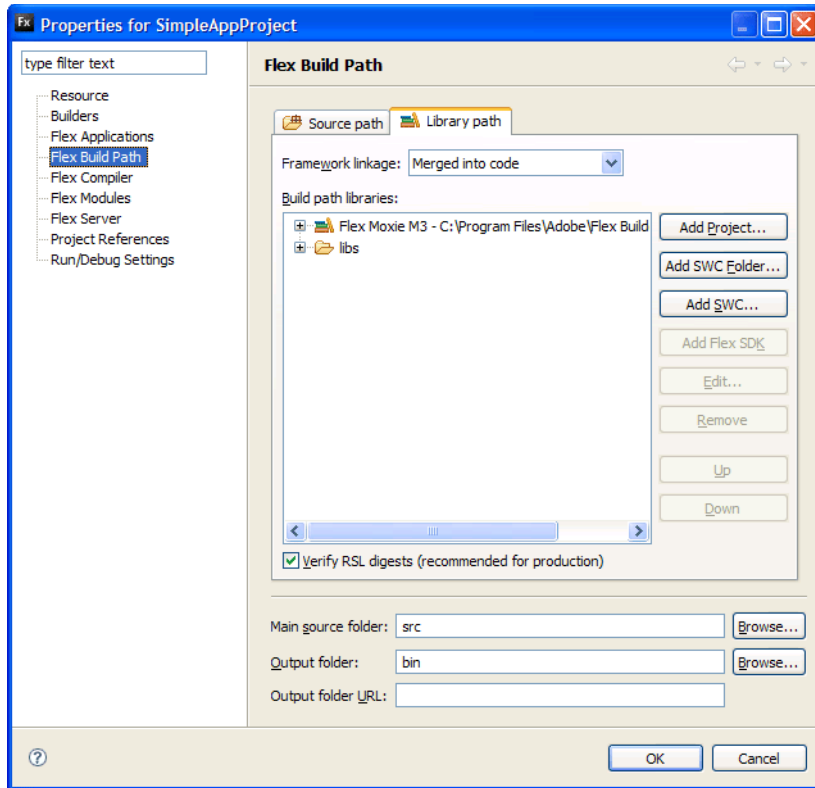 Fx Properties for SimpleAppProject
type filter text
Resource
Builders
Flex Applications
Flex Build Path
Flex Compiler
Flex Modules
Flex Server
Project References
Run/Debug Settings
Flex Build Path
Source path
Library path
Framework linkage: Merged into code
Build path libraries:
Flex Moxie M3 - C:\Program Files\Adobe\Flex Build
libs
Add Project...
Add SWC Folder...
Add SWC...
Add Flex SDK
Edit...
Remove
Up
Down
Verify RSL digests (recommended for production)
Main source folder: src Browse...
Output folder: bin Browse...
Output folder URL:
? OK Cancel